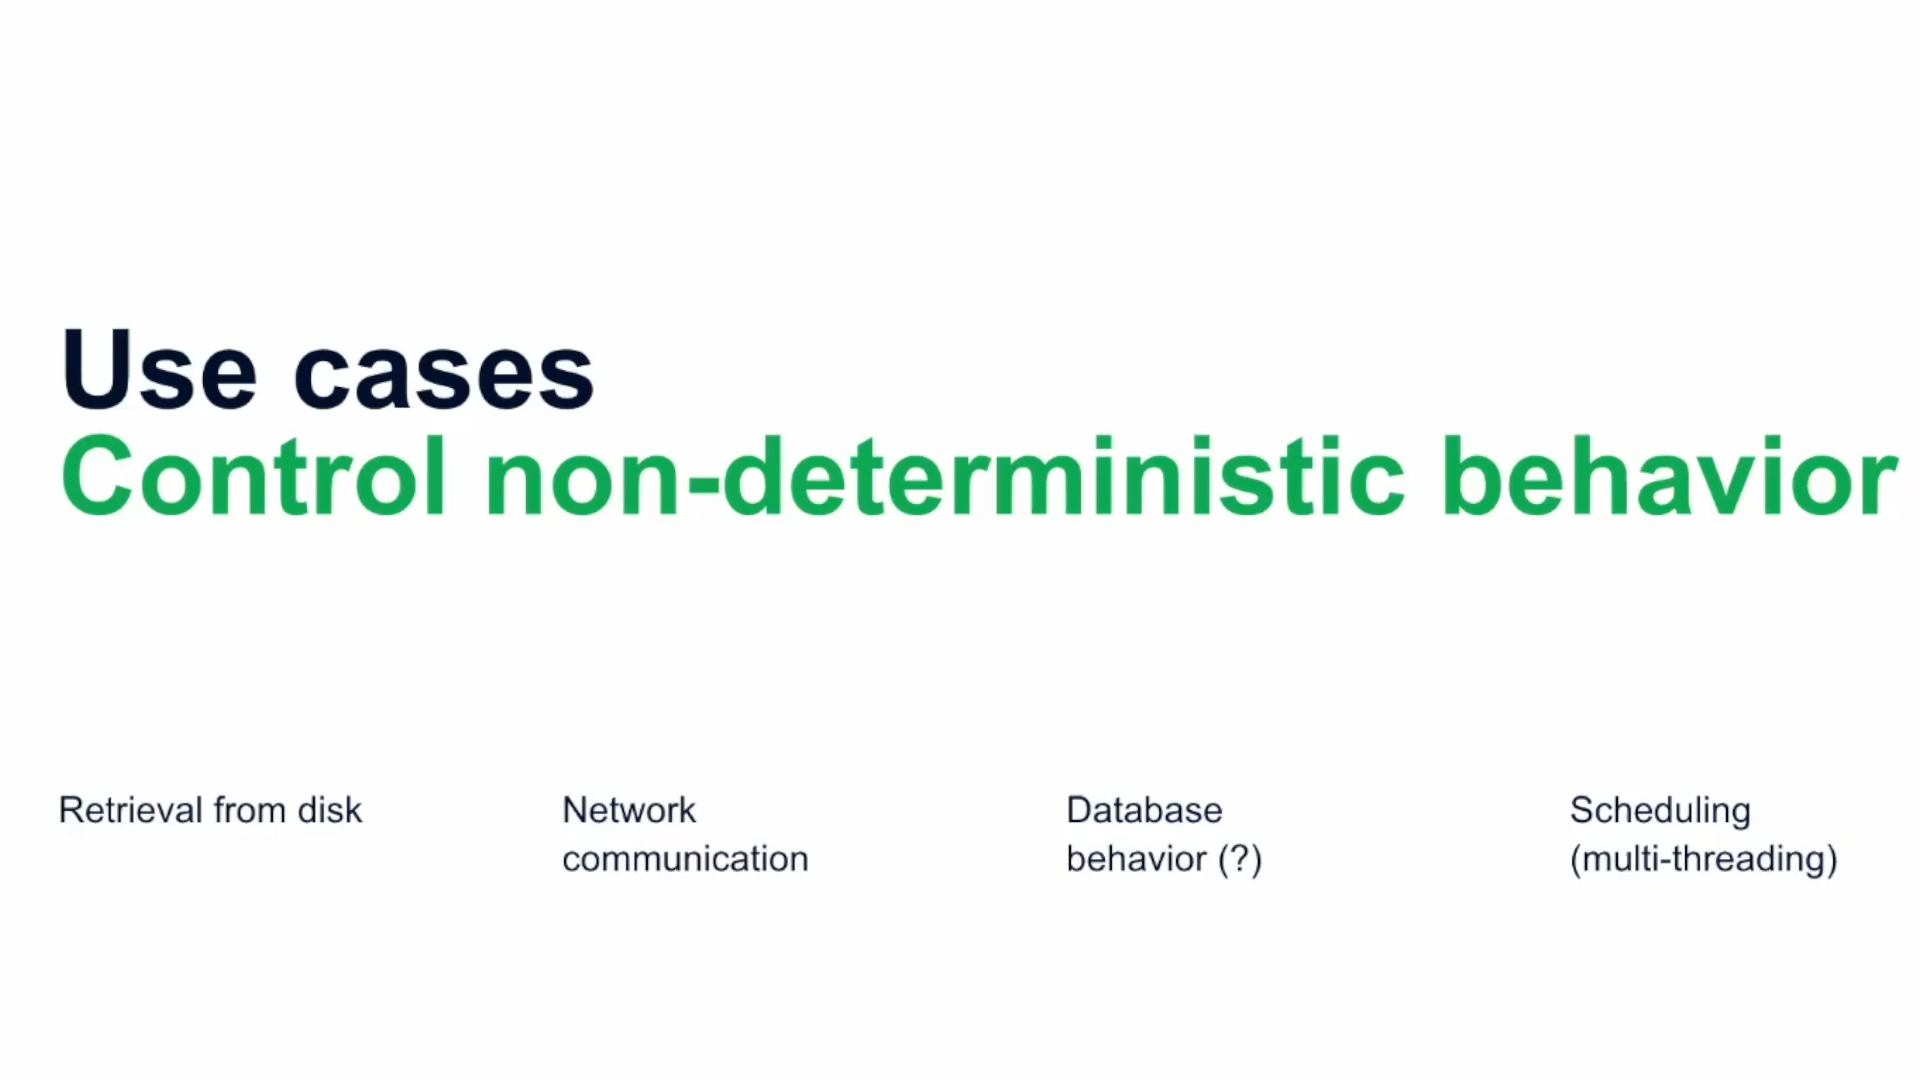 Use cases
Control non-deterministic behavior
Retrieval from disk
Network
communication
Database
behavior (?)
Scheduling
(multi-threading)